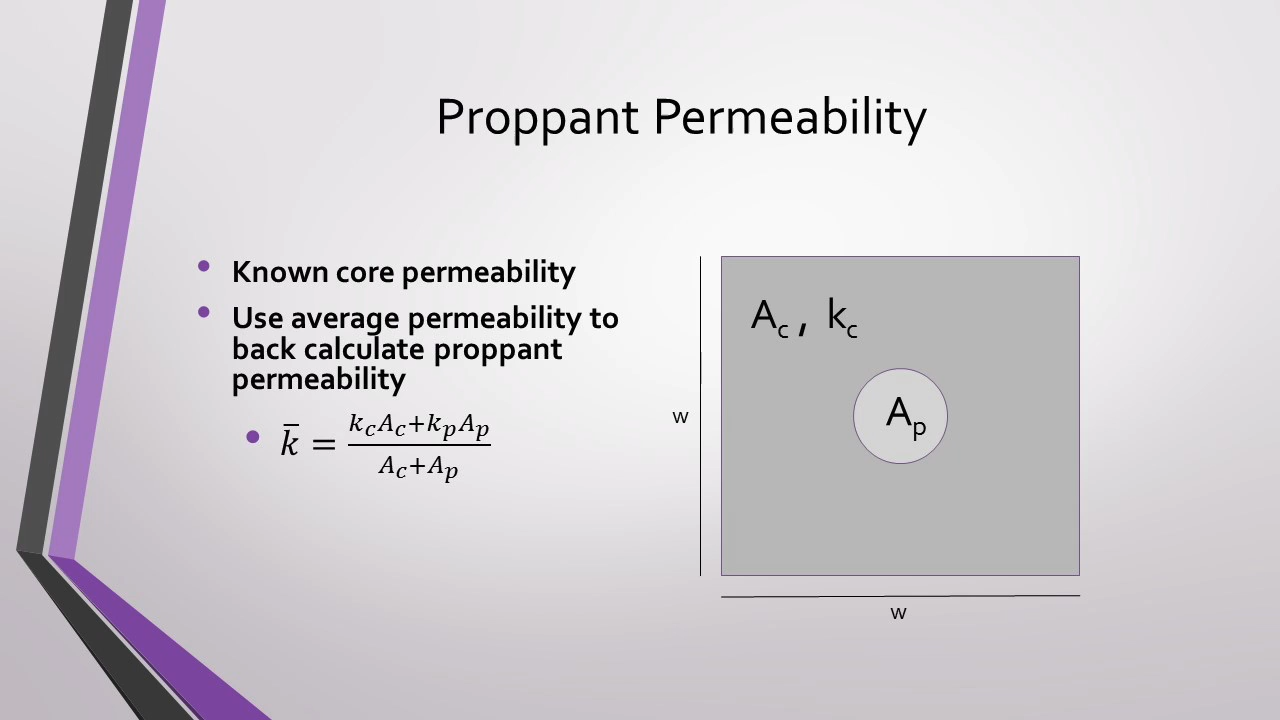 Proppant Permeability
• Known core permeability
• Use average permeability to
back calculate proppant
permeability
• k̄ = (k_c A_c + k_p A_p) / (A_c + A_p)
A_c , k_c
A_p
w
w